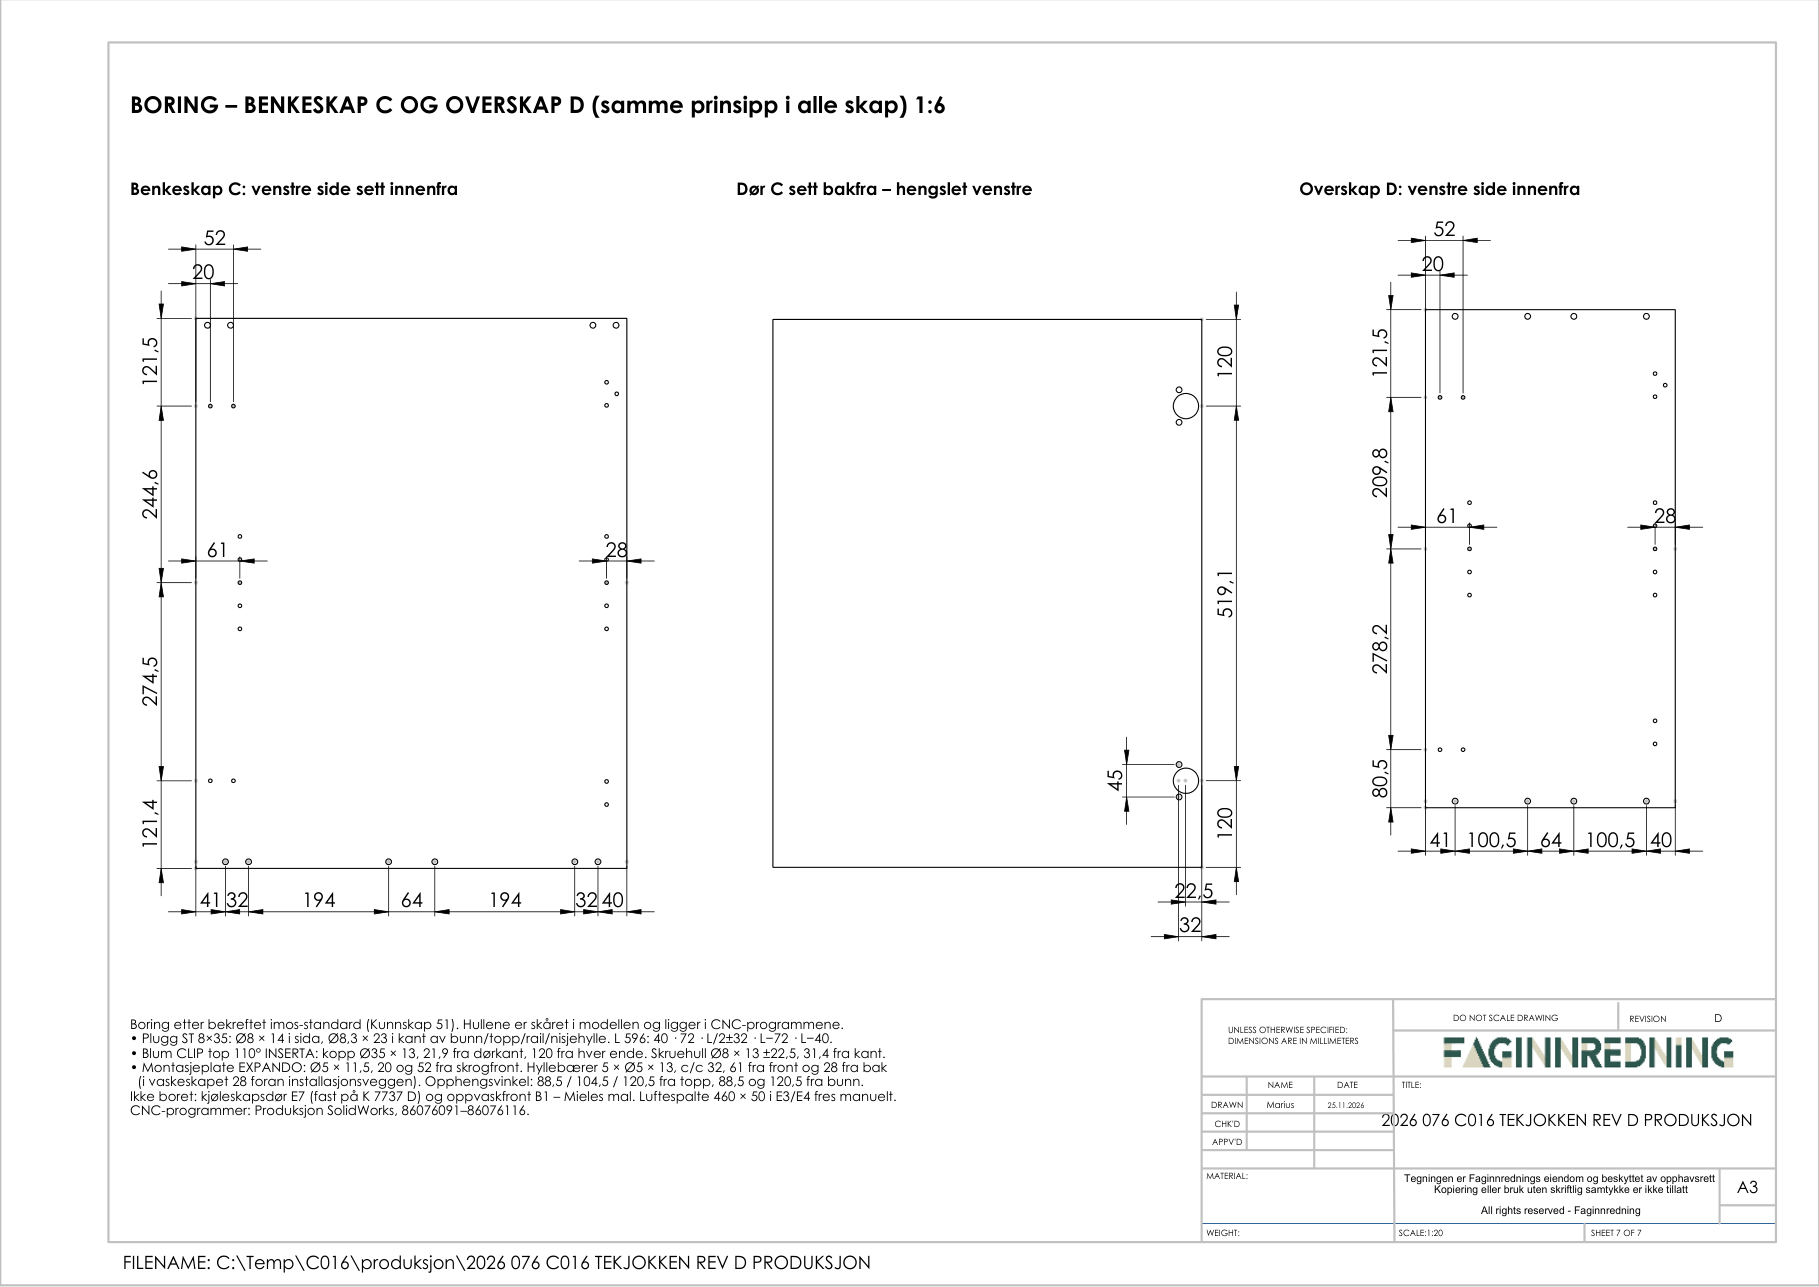 BORING – BENKESKAP C OG OVERSKAP D (samme prinsipp i alle skap) 1:6
Benkeskap C: venstre side sett innenfra
Dør C sett bakfra – hengslet venstre
Overskap D: venstre side innenfra
52
20
121,5
244,6
61
28
274,5
121,4
41 32 194 64 194 32 40
120
519,1
45
120
22,5
32
52
20
121,5
209,8
61
28
278,2
80,5
41 100,5 64 100,5 40
Boring etter bekreftet imos-standard (Kunnskap 51). Hullene er skåret i modellen og ligger i CNC-programmene.
• Plugg ST 8×35: Ø8 × 14 i sida, Ø8,3 × 23 i kant av bunn/topp/rail/nisjehylle. L 596: 40 · 72 · L/2±32 · L−72 · L−40.
• Blum CLIP top 110° INSERTA: kopp Ø35 × 13, 21,9 fra dørkant, 120 fra hver ende. Skruehull Ø8 × 13 ±22,5, 31,4 fra kant.
• Montasjeplate EXPANDO: Ø5 × 11,5, 20 og 52 fra skrogfront. Hyllebærer 5 × Ø5 × 13, c/c 32, 61 fra front og 28 fra bak
(i vaskeskapet 28 foran installasjonsveggen). Opphengsvinkel: 88,5 / 104,5 / 120,5 fra topp, 88,5 og 120,5 fra bunn.
Ikke boret: kjøleskapsdør E7 (fast på K 7737 D) og oppvaskfront B1 – Mieles mal. Luftespalte 460 × 50 i E3/E4 fres manuelt.
CNC-programmer: Produksjon SolidWorks, 86076091–86076116.
UNLESS OTHERWISE SPECIFIED:
DIMENSIONS ARE IN MILLIMETERS
DO NOT SCALE DRAWING
REVISION D
FAGINNREDNING
NAME DATE
DRAWN Marius 25.11.2026
CHK'D
APPV'D
TITLE:
2026 076 C016 TEKJOKKEN REV D PRODUKSJON
MATERIAL:
Tegningen er Faginnrednings eiendom og beskyttet av opphavsrett
Kopiering eller bruk uten skriftlig samtykke er ikke tillatt
All rights reserved - Faginnredning
A3
WEIGHT:
SCALE:1:20
SHEET 7 OF 7
FILENAME: C:\Temp\C016\produksjon\2026 076 C016 TEKJOKKEN REV D PRODUKSJON